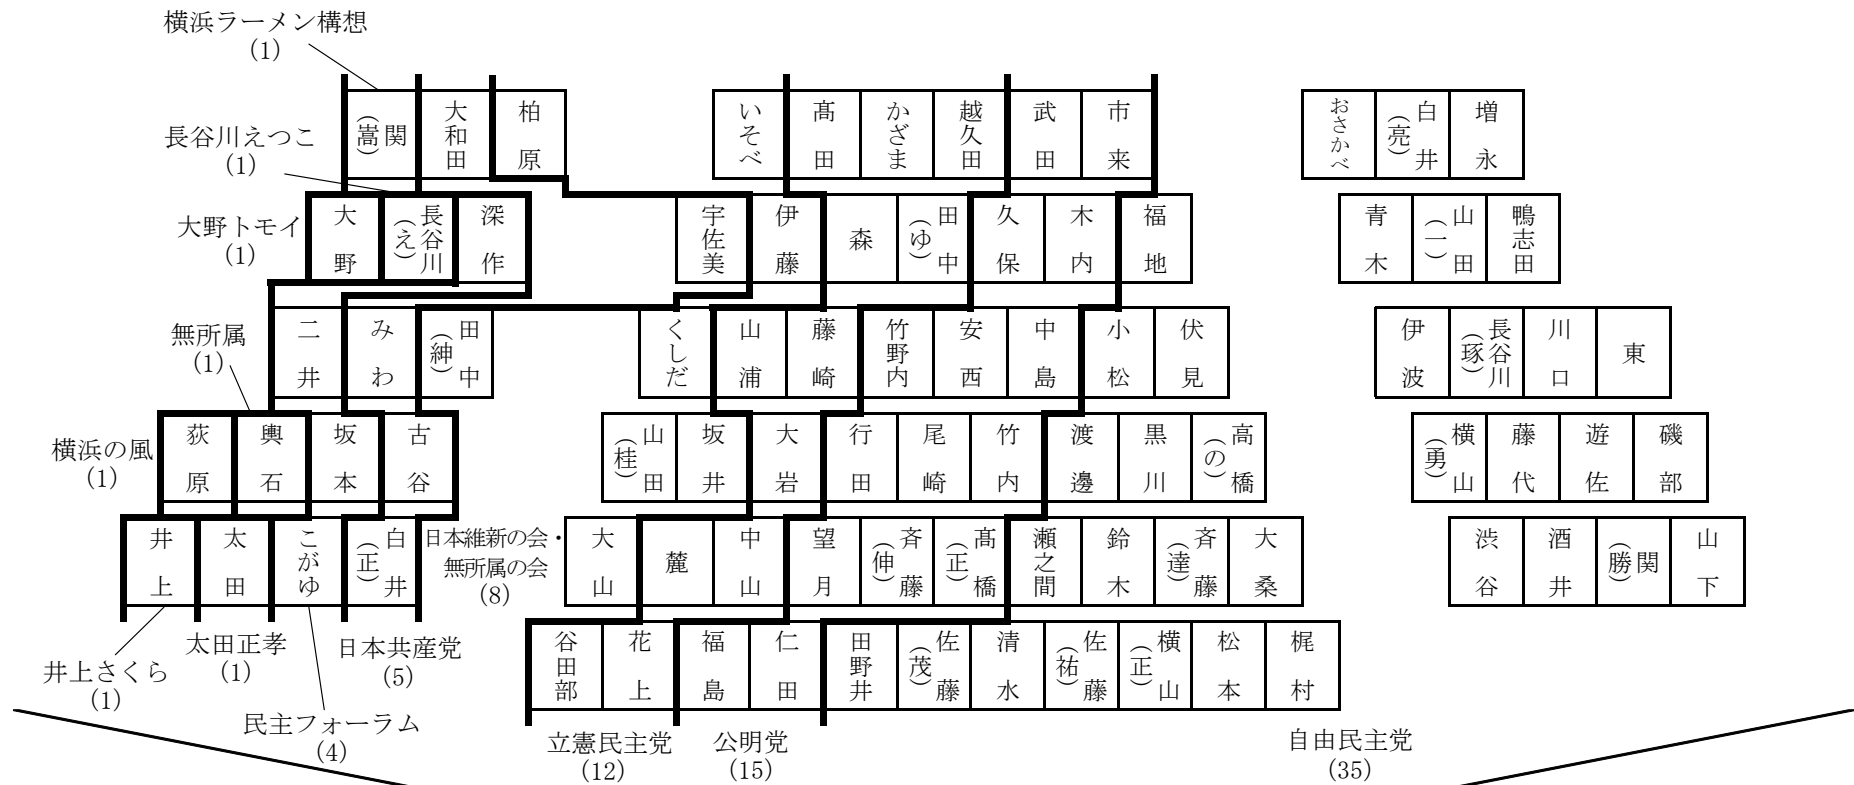 横浜ラーメン構想
(1)
関(嵩)
大和田
柏原
いそべ
髙田
かざま
越久田
武田
市来
おさかべ
白井(亮)
増永
長谷川えつこ
(1)
大野トモイ
(1)
大野
長谷川(え)
深作
宇佐美
伊藤
森
田中(ゆ)
久保
木内
福地
青木
山田(一)
鴨志田
無所属
(1)
二井
みわ
田中(紳)
くしだ
山浦
藤崎
竹野内
安西
中島
小松
伏見
伊波
長谷川(琢)
川口
東
横浜の風
(1)
荻原
輿石
坂本
古谷
山田(桂)
坂井
大岩
行田
尾崎
竹内
渡邊
黒川
高橋(の)
横山(勇)
藤代
遊佐
磯部
井上
太田
こがゆ
白井(正)
日本維新の会・
無所属の会
(8)
大山
麓
中山
望月
斉藤(伸)
髙橋(正)
瀬之間
鈴木
斉藤(達)
大桑
渋谷
酒井
関(勝)
山下
井上さくら
(1)
太田正孝
(1)
民主フォーラム
(4)
日本共産党
(5)
谷田部
花上
福島
仁田
田野井
佐藤(茂)
清水
佐藤(祐)
横山(正)
松本
梶村
立憲民主党
(12)
公明党
(15)
自由民主党
(35)